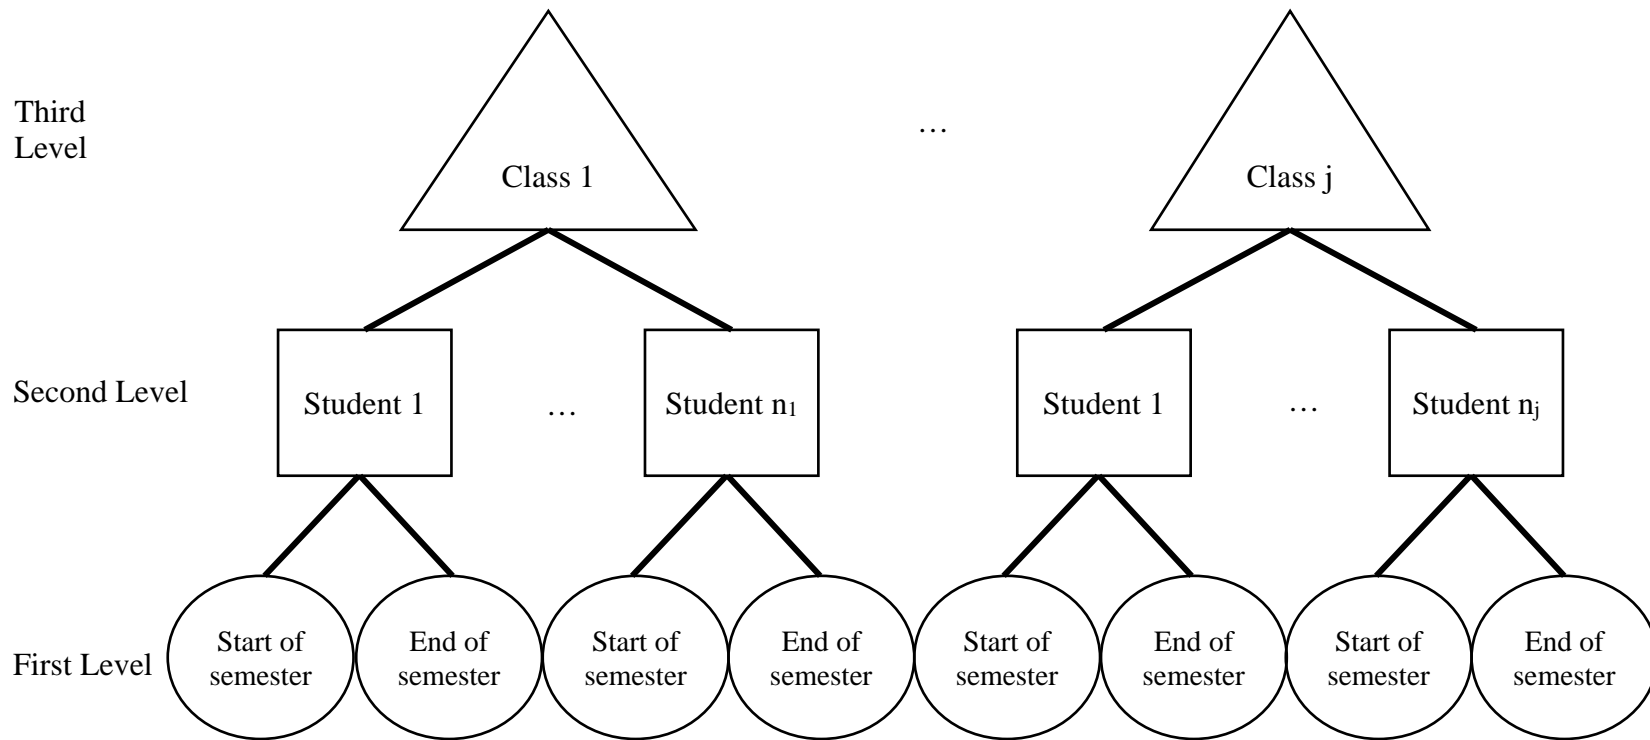 Third
Level
Class 1
…
Class j
Second Level
Student 1
…
Student n₁
Student 1
…
Student nⱼ
First Level
Start of
semester
End of
semester
Start of
semester
End of
semester
Start of
semester
End of
semester
Start of
semester
End of
semester